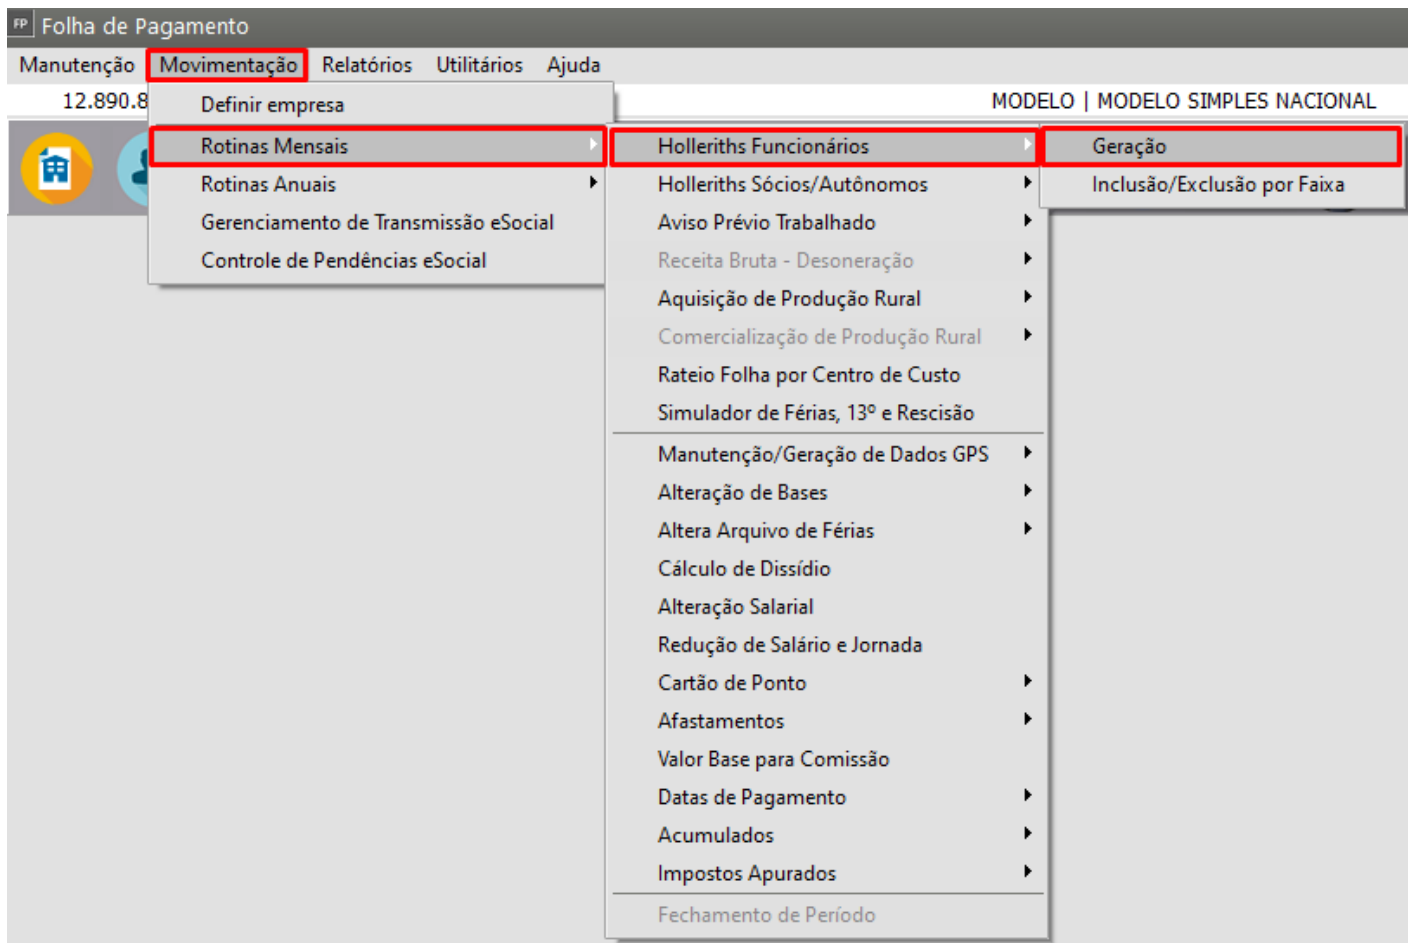 FP Folha de Pagamento
Manutenção Movimentação Relatórios Utilitários Ajuda
12.890.8 MODELO | MODELO SIMPLES NACIONAL
Definir empresa
Rotinas Mensais
Rotinas Anuais
Gerenciamento de Transmissão eSocial
Controle de Pendências eSocial
Holleriths Funcionários
Holleriths Sócios/Autônomos
Aviso Prévio Trabalhado
Receita Bruta - Desoneração
Aquisição de Produção Rural
Comercialização de Produção Rural
Rateio Folha por Centro de Custo
Simulador de Férias, 13º e Rescisão
Manutenção/Geração de Dados GPS
Alteração de Bases
Altera Arquivo de Férias
Cálculo de Dissídio
Alteração Salarial
Redução de Salário e Jornada
Cartão de Ponto
Afastamentos
Valor Base para Comissão
Datas de Pagamento
Acumulados
Impostos Apurados
Fechamento de Período
Geração
Inclusão/Exclusão por Faixa